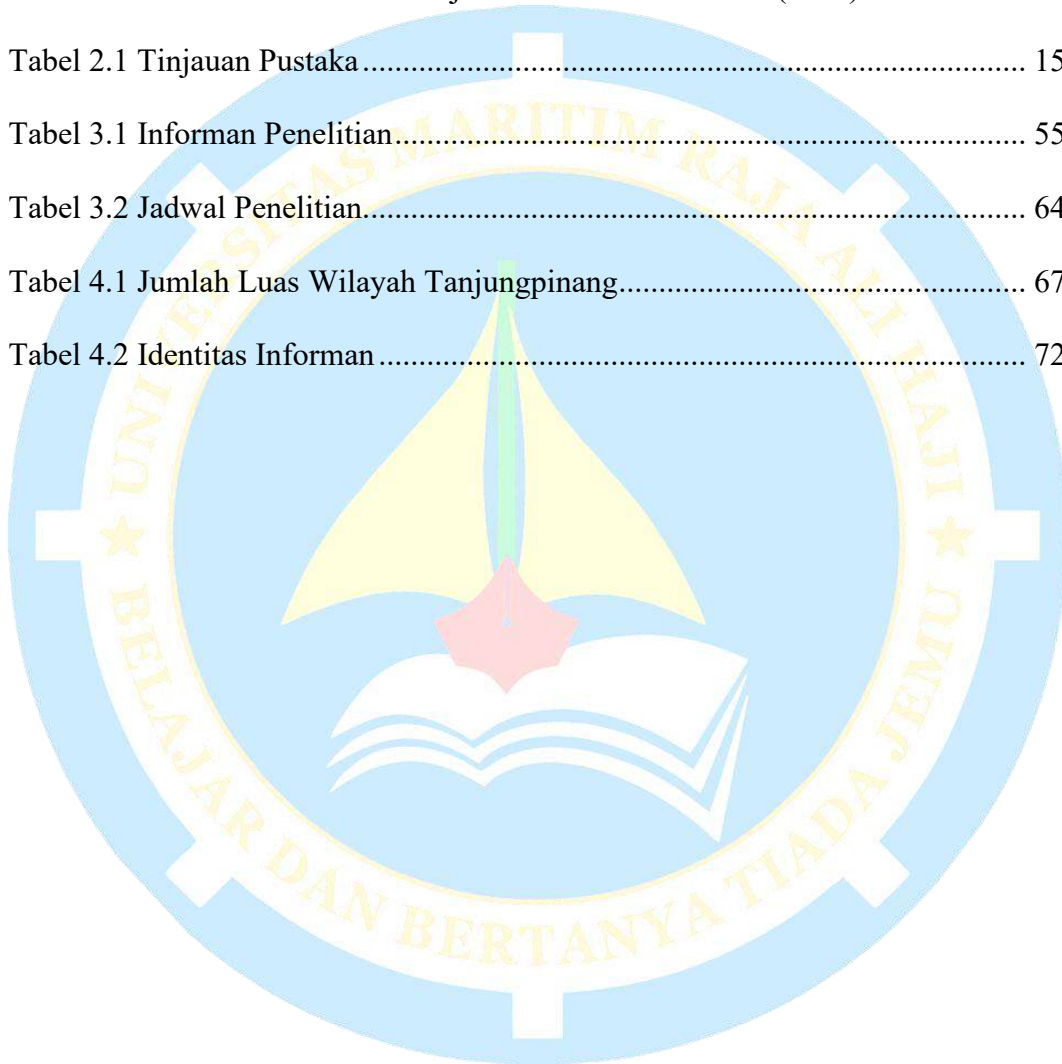 Tabel 2.1 Tinjauan Pustaka.................................................................................. 15
Tabel 3.1 Informan Penelitian.............................................................................. 55
Tabel 3.2 Jadwal Penelitian.................................................................................. 64
Tabel 4.1 Jumlah Luas Wilayah Tanjungpinang.................................................. 67
Tabel 4.2 Identitas Informan................................................................................ 72
UNIVERSITAS MARITIM RAJA ALI HAJI
BELAJAR DAN BERTANYA TIADA JEMU